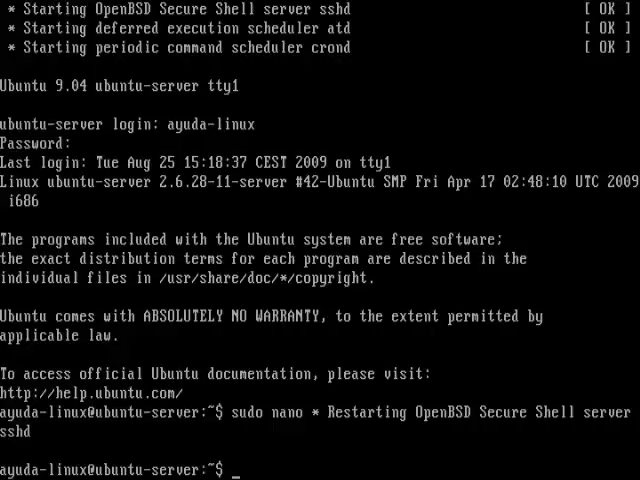 * Starting OpenBSD Secure Shell server sshd [ OK ]
* Starting deferred execution scheduler atd [ OK ]
* Starting periodic command scheduler crond [ OK ]
Ubuntu 9.04 ubuntu-server tty1
ubuntu-server login: ayuda-linux
Password:
Last login: Tue Aug 25 15:18:37 CEST 2009 on tty1
Linux ubuntu-server 2.6.28-11-server #42-Ubuntu SMP Fri Apr 17 02:48:10 UTC 2009
i686
The programs included with the Ubuntu system are free software;
the exact distribution terms for each program are described in the
individual files in /usr/share/doc/*/copyright.
Ubuntu comes with ABSOLUTELY NO WARRANTY, to the extent permitted by
applicable law.
To access official Ubuntu documentation, please visit:
http://help.ubuntu.com/
ayuda-linux@ubuntu-server:~$ sudo nano * Restarting OpenBSD Secure Shell server
sshd
ayuda-linux@ubuntu-server:~$ _